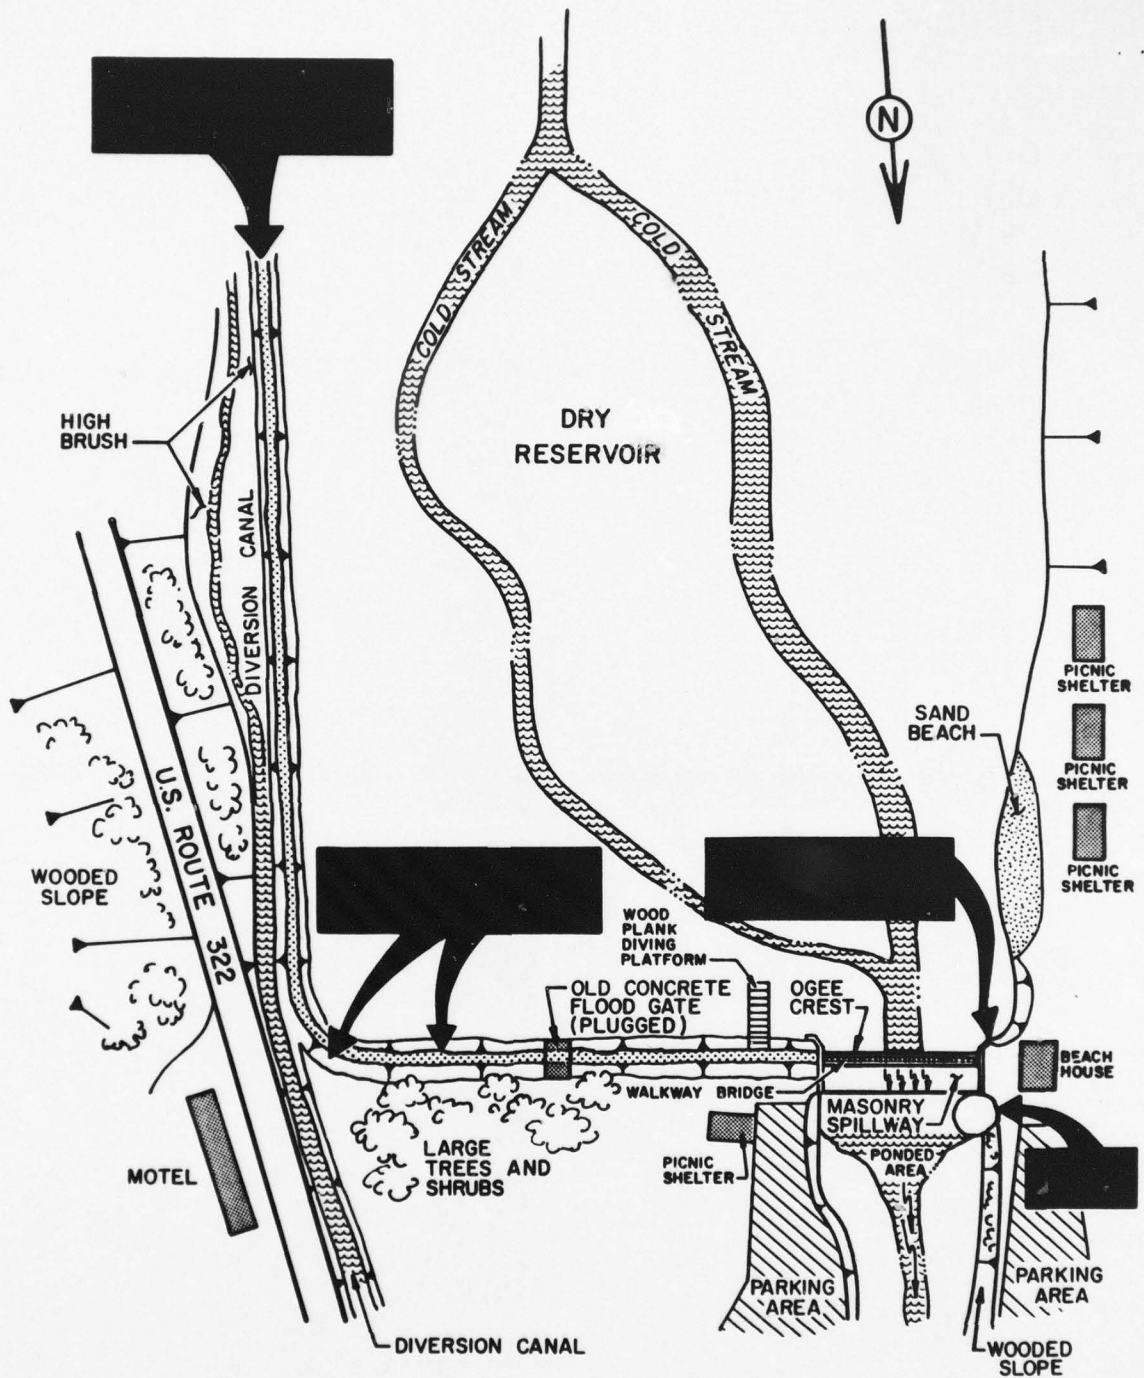 N
COLD STREAM
COLD STREAM
HIGH
BRUSH
DRY
RESERVOIR
DIVERSION CANAL
PICNIC
SHELTER
SAND
BEACH
PICNIC
SHELTER
U.S. ROUTE 322
WOODED
SLOPE
PICNIC
SHELTER
WOOD
PLANK
DIVING
PLATFORM
OLD CONCRETE
FLOOD GATE
(PLUGGED)
OGEE
CREST
BEACH
HOUSE
WALKWAY BRIDGE
MASONRY
SPILLWAY
LARGE
TREES AND
SHRUBS
PICNIC
SHELTER
PONDED
AREA
MOTEL
PARKING
AREA
PARKING
AREA
DIVERSION CANAL
WOODED
SLOPE